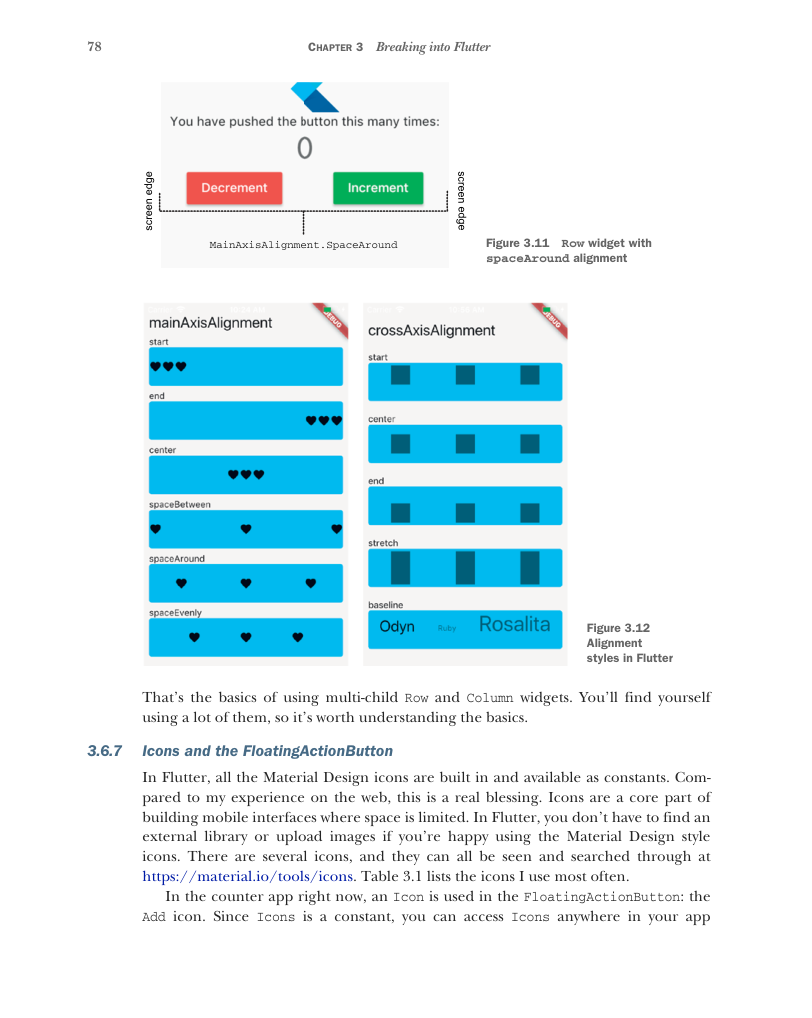 78
CHAPTER 3 Breaking into Flutter
You have pushed the button this many times:
0
screen edge
Decrement
Increment
screen edge
MainAxisAlignment.SpaceAround
Figure 3.11 Row widget with
spaceAround alignment
mainAxisAlignment
start
end
center
spaceBetween
spaceAround
spaceEvenly
crossAxisAlignment
start
center
end
stretch
baseline
Odyn Ruby Rosalita
Figure 3.12
Alignment
styles in Flutter
That’s the basics of using multi-child Row and Column widgets. You’ll find yourself
using a lot of them, so it’s worth understanding the basics.
3.6.7 Icons and the FloatingActionButton
In Flutter, all the Material Design icons are built in and available as constants. Com-
pared to my experience on the web, this is a real blessing. Icons are a core part of
building mobile interfaces where space is limited. In Flutter, you don’t have to find an
external library or upload images if you’re happy using the Material Design style
icons. There are several icons, and they can all be seen and searched through at
https://material.io/tools/icons. Table 3.1 lists the icons I use most often.
In the counter app right now, an Icon is used in the FloatingActionButton: the
Add icon. Since Icons is a constant, you can access Icons anywhere in your app